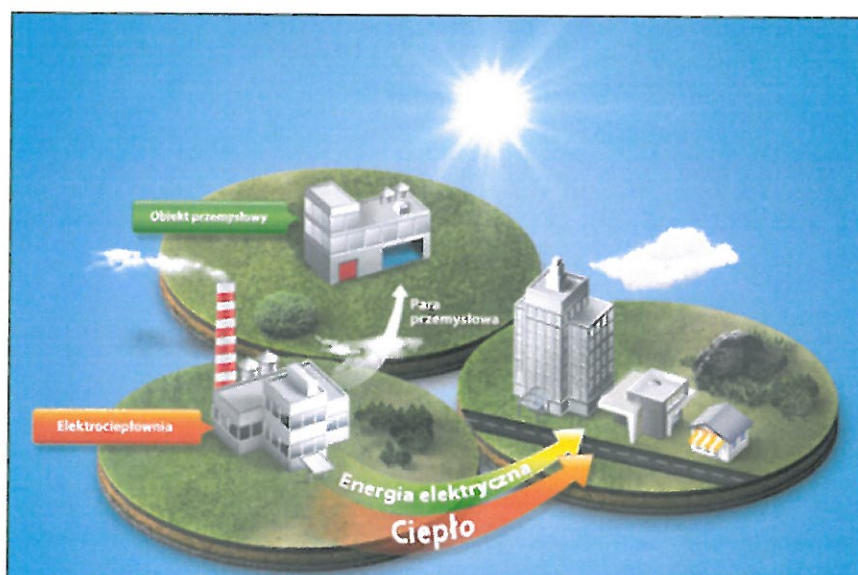 Obiekt przemysłowy
Para
przemysłowa
Elektrociepłownia
Energia elektryczna
Ciepło